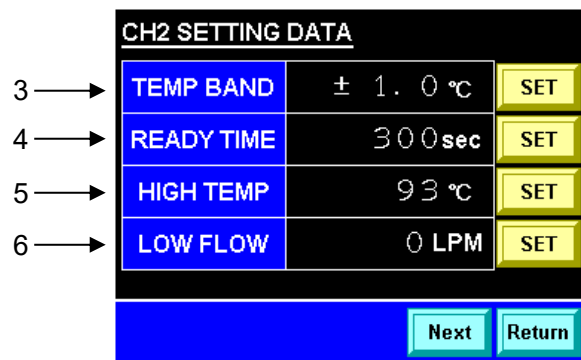 CH2 SETTING DATA
3 TEMP BAND ± 1. 0 ℃ SET
4 READY TIME 300sec SET
5 HIGH TEMP 93 ℃ SET
6 LOW FLOW 0 LPM SET
Next Return